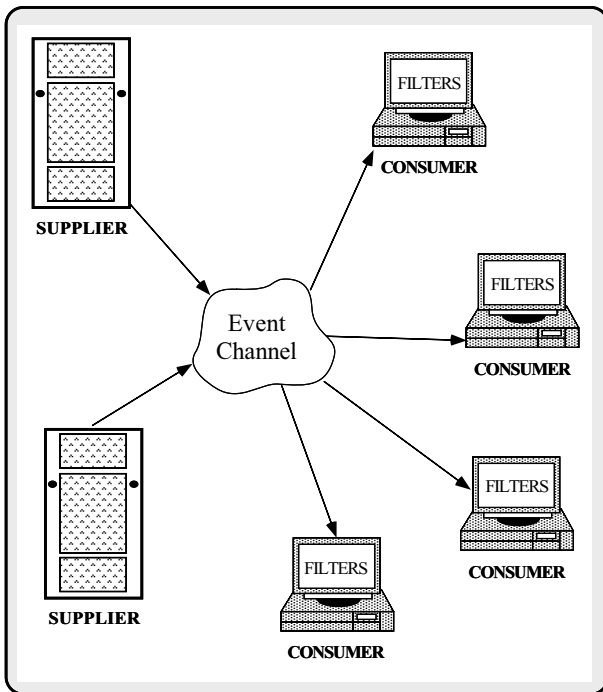 FILTERS
CONSUMER
SUPPLIER
FILTERS
CONSUMER
Event
Channel
FILTERS
CONSUMER
FILTERS
CONSUMER
SUPPLIER